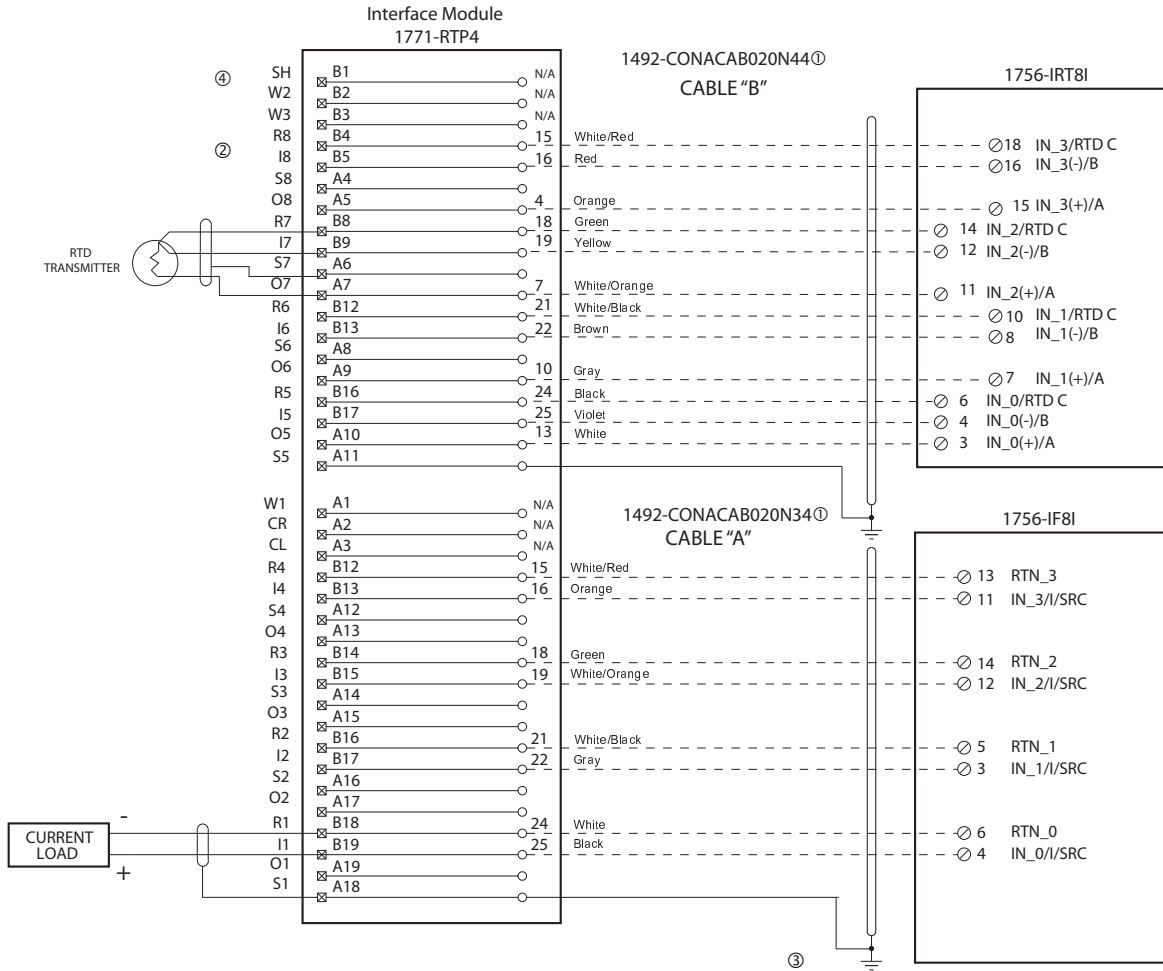 Interface Module
1771-RTP4
1492-CONACAB020N44①
CABLE “B”
1756-IRT8I
④
②
SH B1 N/A
W2 B2 N/A
W3 B3 N/A
R8 B4 15 White/Red 18 IN_3/RTD C
I8 B5 16 Red 16 IN_3(-)/B
S8 A4
O8 A5 4 Orange 15 IN_3(+)/A
R7 B8 18 Green 14 IN_2/RTD C
I7 B9 19 Yellow 12 IN_2(-)/B
RTD
TRANSMITTER
S7 A6
O7 A7 7 White/Orange 11 IN_2(+)/A
R6 B12 21 White/Black 10 IN_1/RTD C
I6 B13 22 Brown 8 IN_1(-)/B
S6 A8
O6 A9 10 Gray 7 IN_1(+)/A
R5 B16 24 Black 6 IN_0/RTD C
I5 B17 25 Violet 4 IN_0(-)/B
O5 A10 13 White 3 IN_0(+)/A
S5 A11
1492-CONACAB020N34①
CABLE “A”
1756-IF8I
W1 A1 N/A
CR A2 N/A
CL A3 N/A
R4 B12 15 White/Red 13 RTN_3
I4 B13 16 Orange 11 IN_3/I/SRC
S4 A12
O4 A13
R3 B14 18 Green 14 RTN_2
I3 B15 19 White/Orange 12 IN_2/I/SRC
S3 A14
O3 A15
R2 B16 21 White/Black 5 RTN_1
I2 B17 22 Gray 3 IN_1/I/SRC
S2 A16
O2 A17
CURRENT
LOAD
-
+
R1 B18 24 White 6 RTN_0
I1 B19 25 Black 4 IN_0/I/SRC
O1 A19
S1 A18
③